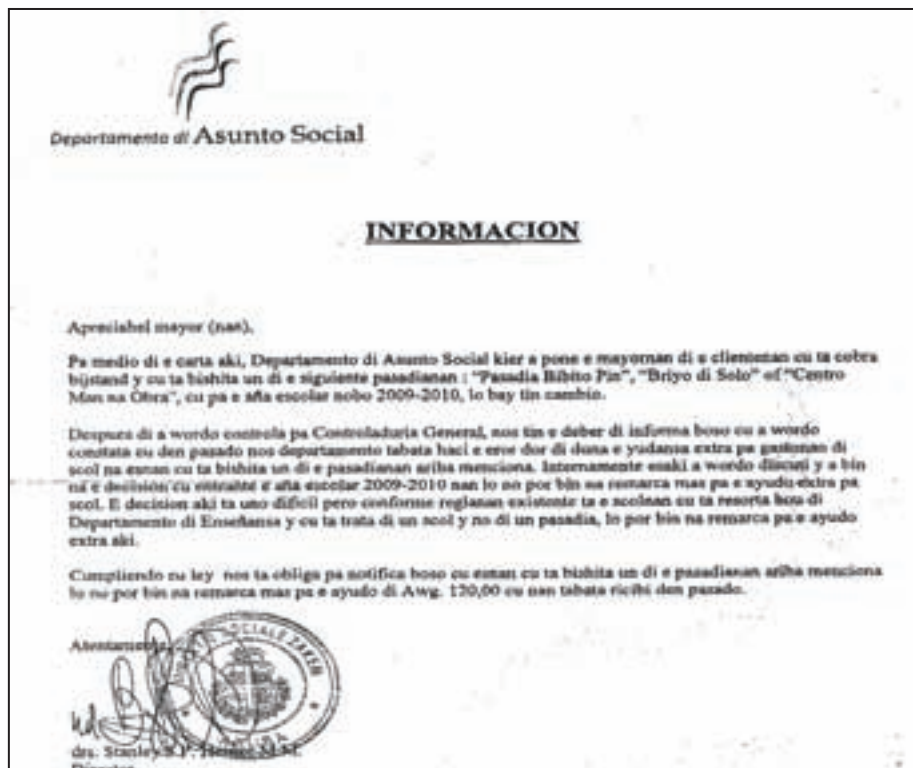 Departamento di Asunto Social
INFORMACION
Apreciabel mayor (nan),
Pa medio di e carta aki, Departamento di Asunto Social kier a pone e mayornan di e clientenan cu ta cobra
bijstand y cu ta bishita un di e siguiente pasadianan : "Pasadia Bibito Pin", "Briyo di Solo" of "Centro
Man na Obra", cu pa e aña escolar nobo 2009-2010, lo bay tin cambio.
Despues di a wordo controla pa Controladuria General, nos tin e deber di informa boso cu a wordo
constata cu den pasado nos departamento tabata haci e eror dor di duna e yudansa extra pa gastonan di
scol na esnan cu ta bishita un di e pasadianan ariba menciona. Internamente esaki a wordo discuti y a bin
na e decision cu entrante e aña escolar 2009-2010 nan lo no por bin na remarca mas pa e ayudo extra pa
scol. E decision aki ta uno dificil pero conforme reglanan existente ta e scolnan cu ta resorta bou di
Departamento di Enseñansa y cu ta trata di un scol y no di un pasadia, lo por bin na remarca pa e ayudo
extra aki.
Cumpliendo cu ley nos ta obliga pa notifica boso cu esnan cu ta bishita un di e pasadianan ariba menciona
lo no por bin na remarca mas pa e ayudo di Awg. 120,00 cu nan tabata ricibi den pasado.
Atentamente,
SOCIALE ZAKEN
drs. Stanley
Director